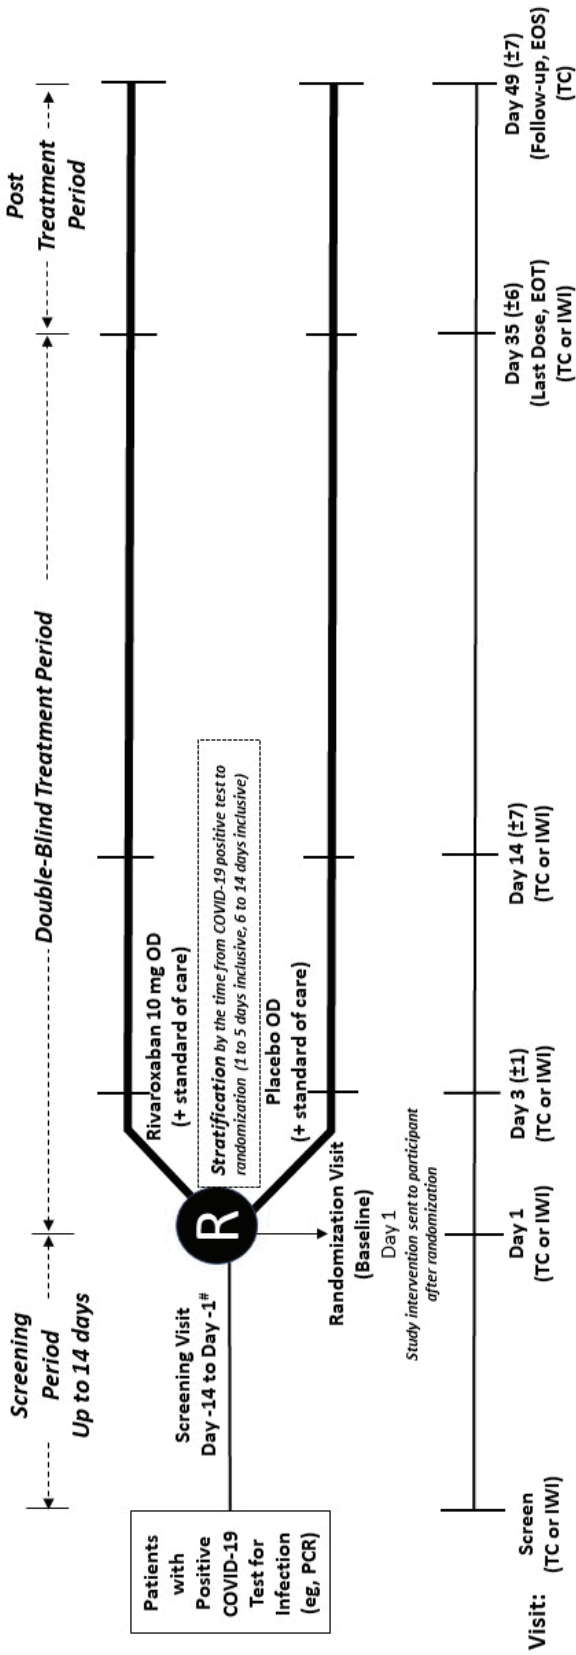 Screening
Period
Up to 14 days
Double-Blind Treatment Period
Post
Treatment
Period
Patients
with
Positive
COVID-19
Test for
Infection
(eg, PCR)
Screening Visit
Day -14 to Day -1#
R
Rivaroxaban 10 mg OD
(+ standard of care)
Stratification by the time from COVID-19 positive test to
randomization (1 to 5 days inclusive, 6 to 14 days inclusive)
Placebo OD
(+ standard of care)
Randomization Visit
(Baseline)
Day 1
Study intervention sent to participant
after randomization
Visit:
Screen
(TC or IWI)
Day 1
(TC or IWI)
Day 3 (±1)
(TC or IWI)
Day 14 (±7)
(TC or IWI)
Day 35 (±6)
(Last Dose, EOT)
(TC or IWI)
Day 49 (±7)
(Follow-up, EOS)
(TC)